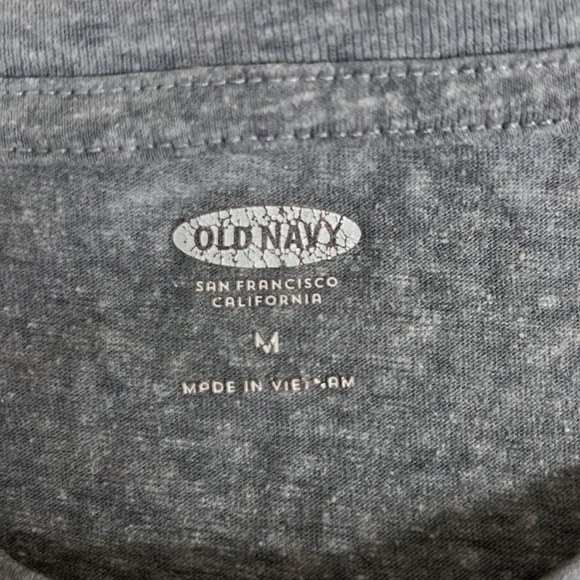 OLD NAVY
SAN FRANCISCO
CALIFORNIA
M
MADE IN VIETNAM